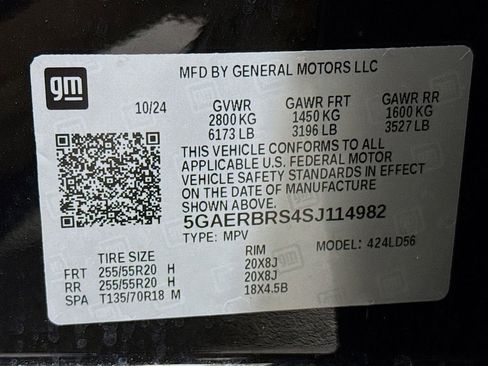 gm
MFD BY GENERAL MOTORS LLC
10/24 GVWR GAWR FRT GAWR RR
2800 KG 1450 KG 1600 KG
6173 LB 3196 LB 3527 LB
THIS VEHICLE CONFORMS TO ALL
APPLICABLE U.S. FEDERAL MOTOR
VEHICLE SAFETY STANDARDS IN EFFECT
ON THE DATE OF MANUFACTURE
SHOWN ABOVE.
5GAERBRS4SJ114982
TYPE: MPV
TIRE SIZE RIM MODEL: 424LD56
FRT 255/55R20 H 20X8J
RR 255/55R20 H 20X8J
SPA T135/70R18 M 18X4.5B